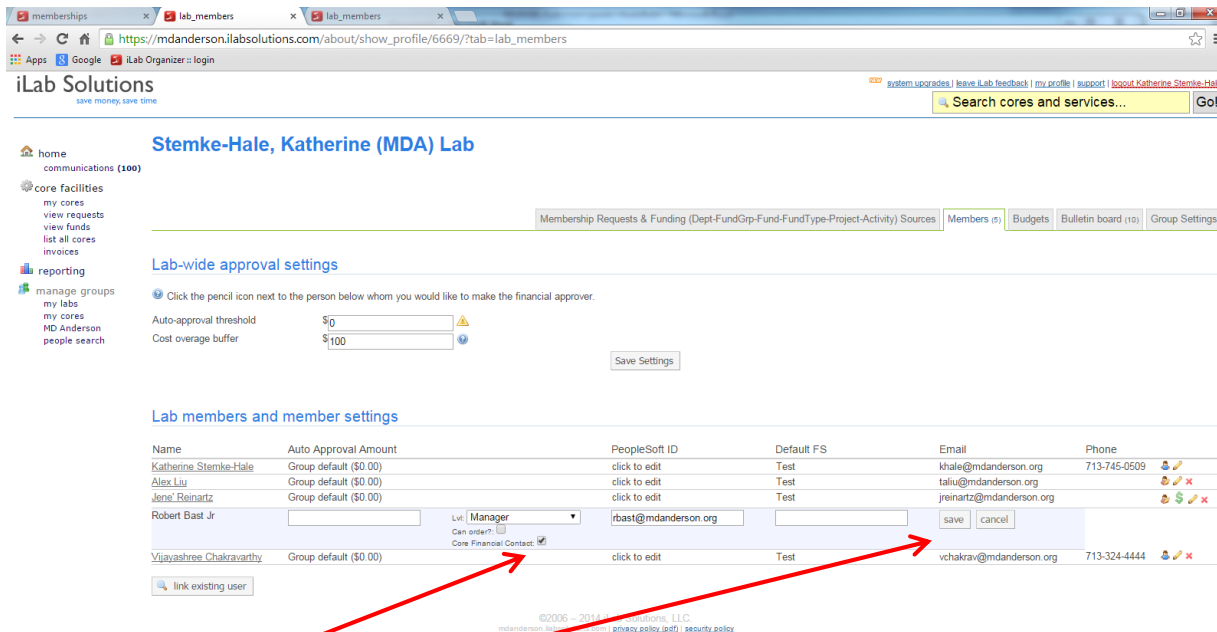 memberships
lab_members
lab_members
https://mdanderson.ilabsolutions.com/about/show_profile/6669/?tab=lab_members
Apps Google iLab Organizer :: login
iLab Solutions
save money, save time
system upgrades | leave iLab feedback | my profile | support | logout Katherine Stemke-Hal
Search cores and services... Go!
home
communications (100)
core facilities
my cores
view requests
view funds
list all cores
invoices
reporting
manage groups
my labs
my cores
MD Anderson
people search
Stemke-Hale, Katherine (MDA) Lab
Membership Requests & Funding (Dept-FundGrp-Fund-FundType-Project-Activity) Sources Members (5) Budgets Bulletin board (10) Group Settings
Lab-wide approval settings
Click the pencil icon next to the person below whom you would like to make the financial approver.
Auto-approval threshold $ 0
Cost overage buffer $ 100
Save Settings
Lab members and member settings
Name Auto Approval Amount PeopleSoft ID Default FS Email Phone
Katherine Stemke-Hale Group default ($0.00) click to edit Test khale@mdanderson.org 713-745-0509
Alex Liu Group default ($0.00) click to edit Test taliu@mdanderson.org
Jene' Reinartz Group default ($0.00) click to edit Test jreinartz@mdanderson.org
Robert Bast Jr Lvl: Manager rbast@mdanderson.org save cancel
Can order?:
Core Financial Contact:
Vijayashree Chakravarthy Group default ($0.00) click to edit Test vchakrav@mdanderson.org 713-324-4444
link existing user
©2006 – 2014 Solutions, LLC.
privacy policy (pdf) | security policy